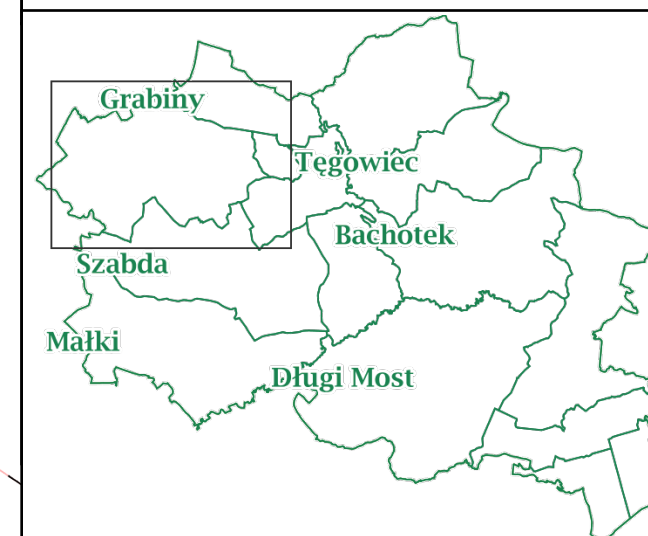 Grabiny
Tęgowiec
Bachotek
Szabda
Małki
Długi Most